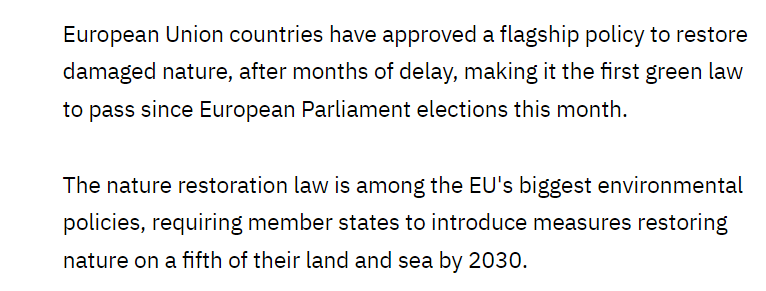 European Union countries have approved a flagship policy to restore
damaged nature, after months of delay, making it the first green law
to pass since European Parliament elections this month.
The nature restoration law is among the EU's biggest environmental
policies, requiring member states to introduce measures restoring
nature on a fifth of their land and sea by 2030.